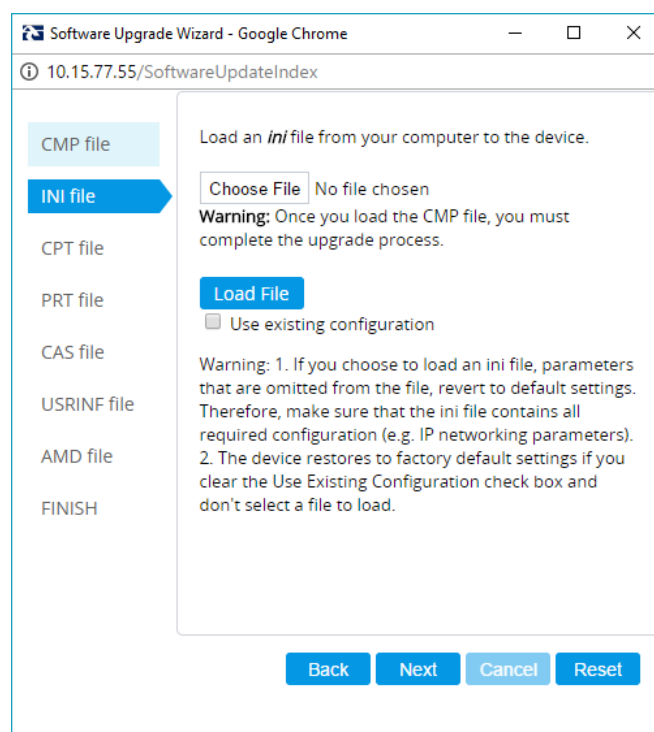 Software Upgrade Wizard - Google Chrome
10.15.77.55/SoftwareUpdateIndex
CMP file
INI file
CPT file
PRT file
CAS file
USRINF file
AMD file
FINISH
Load an ini file from your computer to the device.
Choose File No file chosen
Warning: Once you load the CMP file, you must
complete the upgrade process.
Load File
Use existing configuration
Warning: 1. If you choose to load an ini file, parameters
that are omitted from the file, revert to default settings.
Therefore, make sure that the ini file contains all
required configuration (e.g. IP networking parameters).
2. The device restores to factory default settings if you
clear the Use Existing Configuration check box and
don't select a file to load.
Back Next Cancel Reset